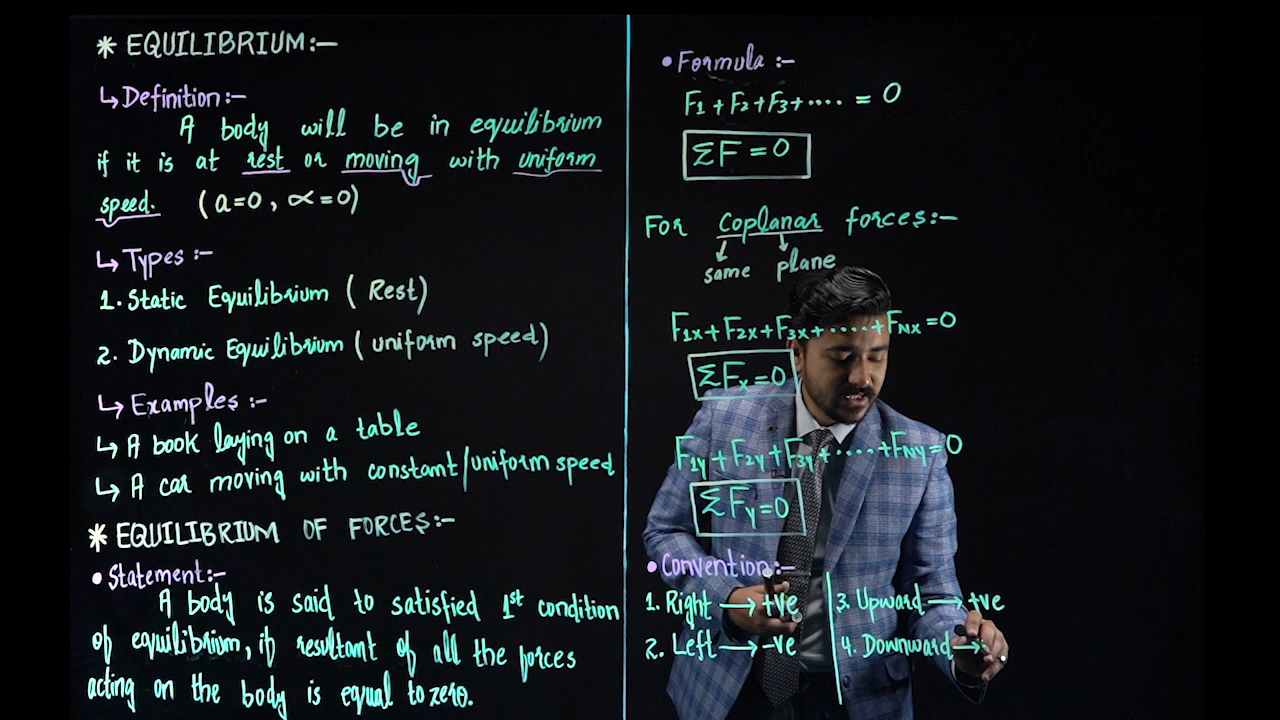 * EQUILIBRIUM:-
↳ Definition:-
A body will be in equilibrium
if it is at rest or moving with uniform
speed. (a=0, ∝=0)
↳ Types:-
1. Static Equilibrium (Rest)
2. Dynamic Equilibrium (uniform speed)
↳ Examples:-
↳ A book laying on a table
↳ A car moving with constant/uniform speed
* EQUILIBRIUM OF FORCES:-
• Statement:-
A body is said to satisfied 1st condition
of equilibrium, if resultant of all the forces
acting on the body is equal to zero.
• Formula:-
F1+F2+F3+.... = 0
ΣF=0
For Coplanar forces:-
same plane
F1x+F2x+F3x+....+FNx=0
ΣFx=0
F1y+F2y+F3y+....+FNy=0
ΣFy=0
• Convention:-
1. Right → +ve
2. Left → -ve
3. Upward → +ve
4. Downward →